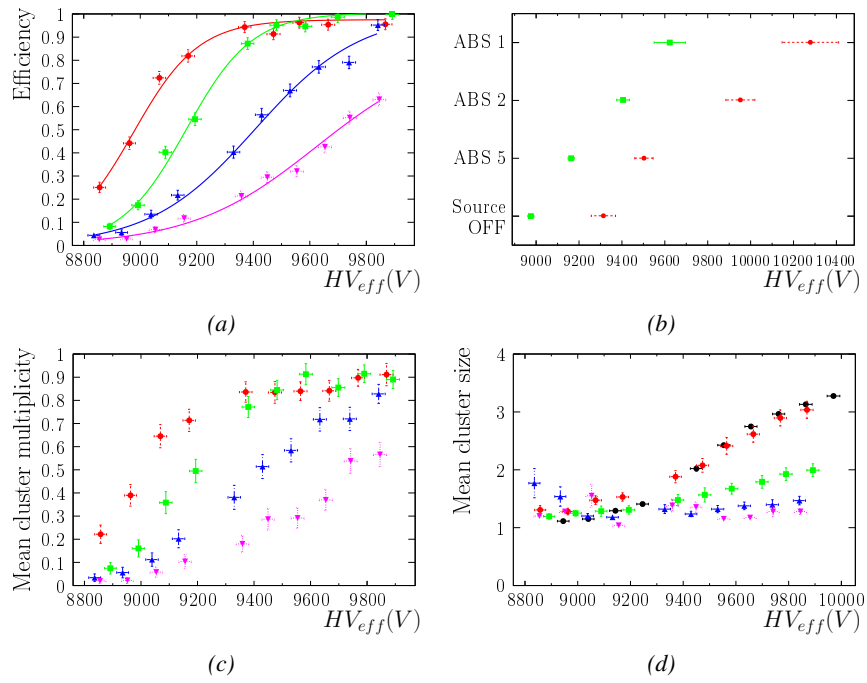 Efficiency
1
0.9
0.8
0.7
0.6
0.5
0.4
0.3
0.2
0.1
0
8800 9000 9200 9400 9600 9800
HV_eff(V)
(a)
ABS 1
ABS 2
ABS 5
Source
OFF
9000 9200 9400 9600 9800 10000 10200 10400
HV_eff(V)
(b)
Mean cluster multiplicity
1
0.9
0.8
0.7
0.6
0.5
0.4
0.3
0.2
0.1
0
8800 9000 9200 9400 9600 9800
HV_eff(V)
(c)
Mean cluster size
4
3
2
1
0
8800 9000 9200 9400 9600 9800 10000
HV_eff(V)
(d)